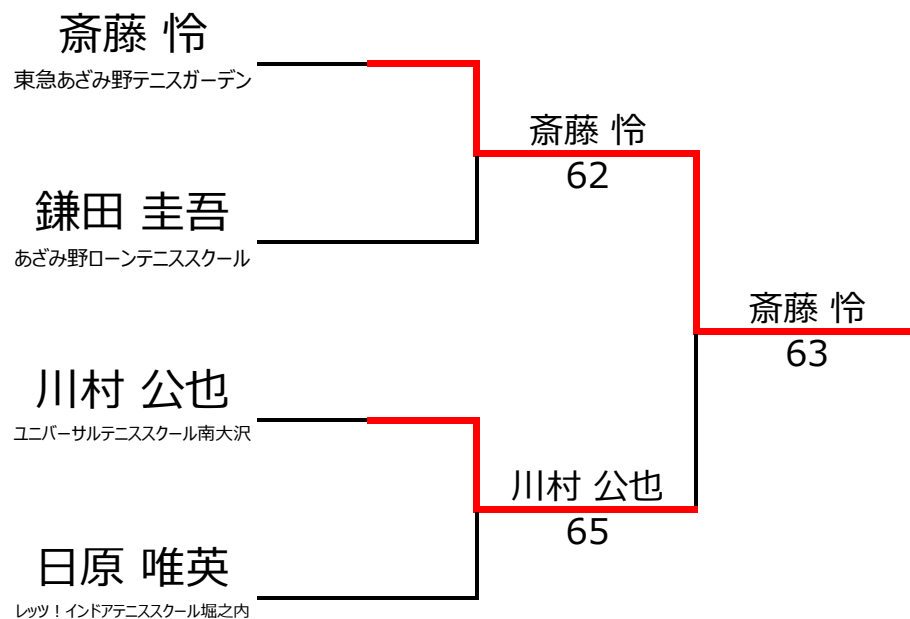 斎藤 怜
東急あざみ野テニスガーデン
斎藤 怜
62
鎌田 圭吾
あざみ野ローンテニススクール
斎藤 怜
63
川村 公也
ユニバーサルテニススクール南大沢
川村 公也
65
日原 唯英
レッツ！インドアテニススクール堀之内